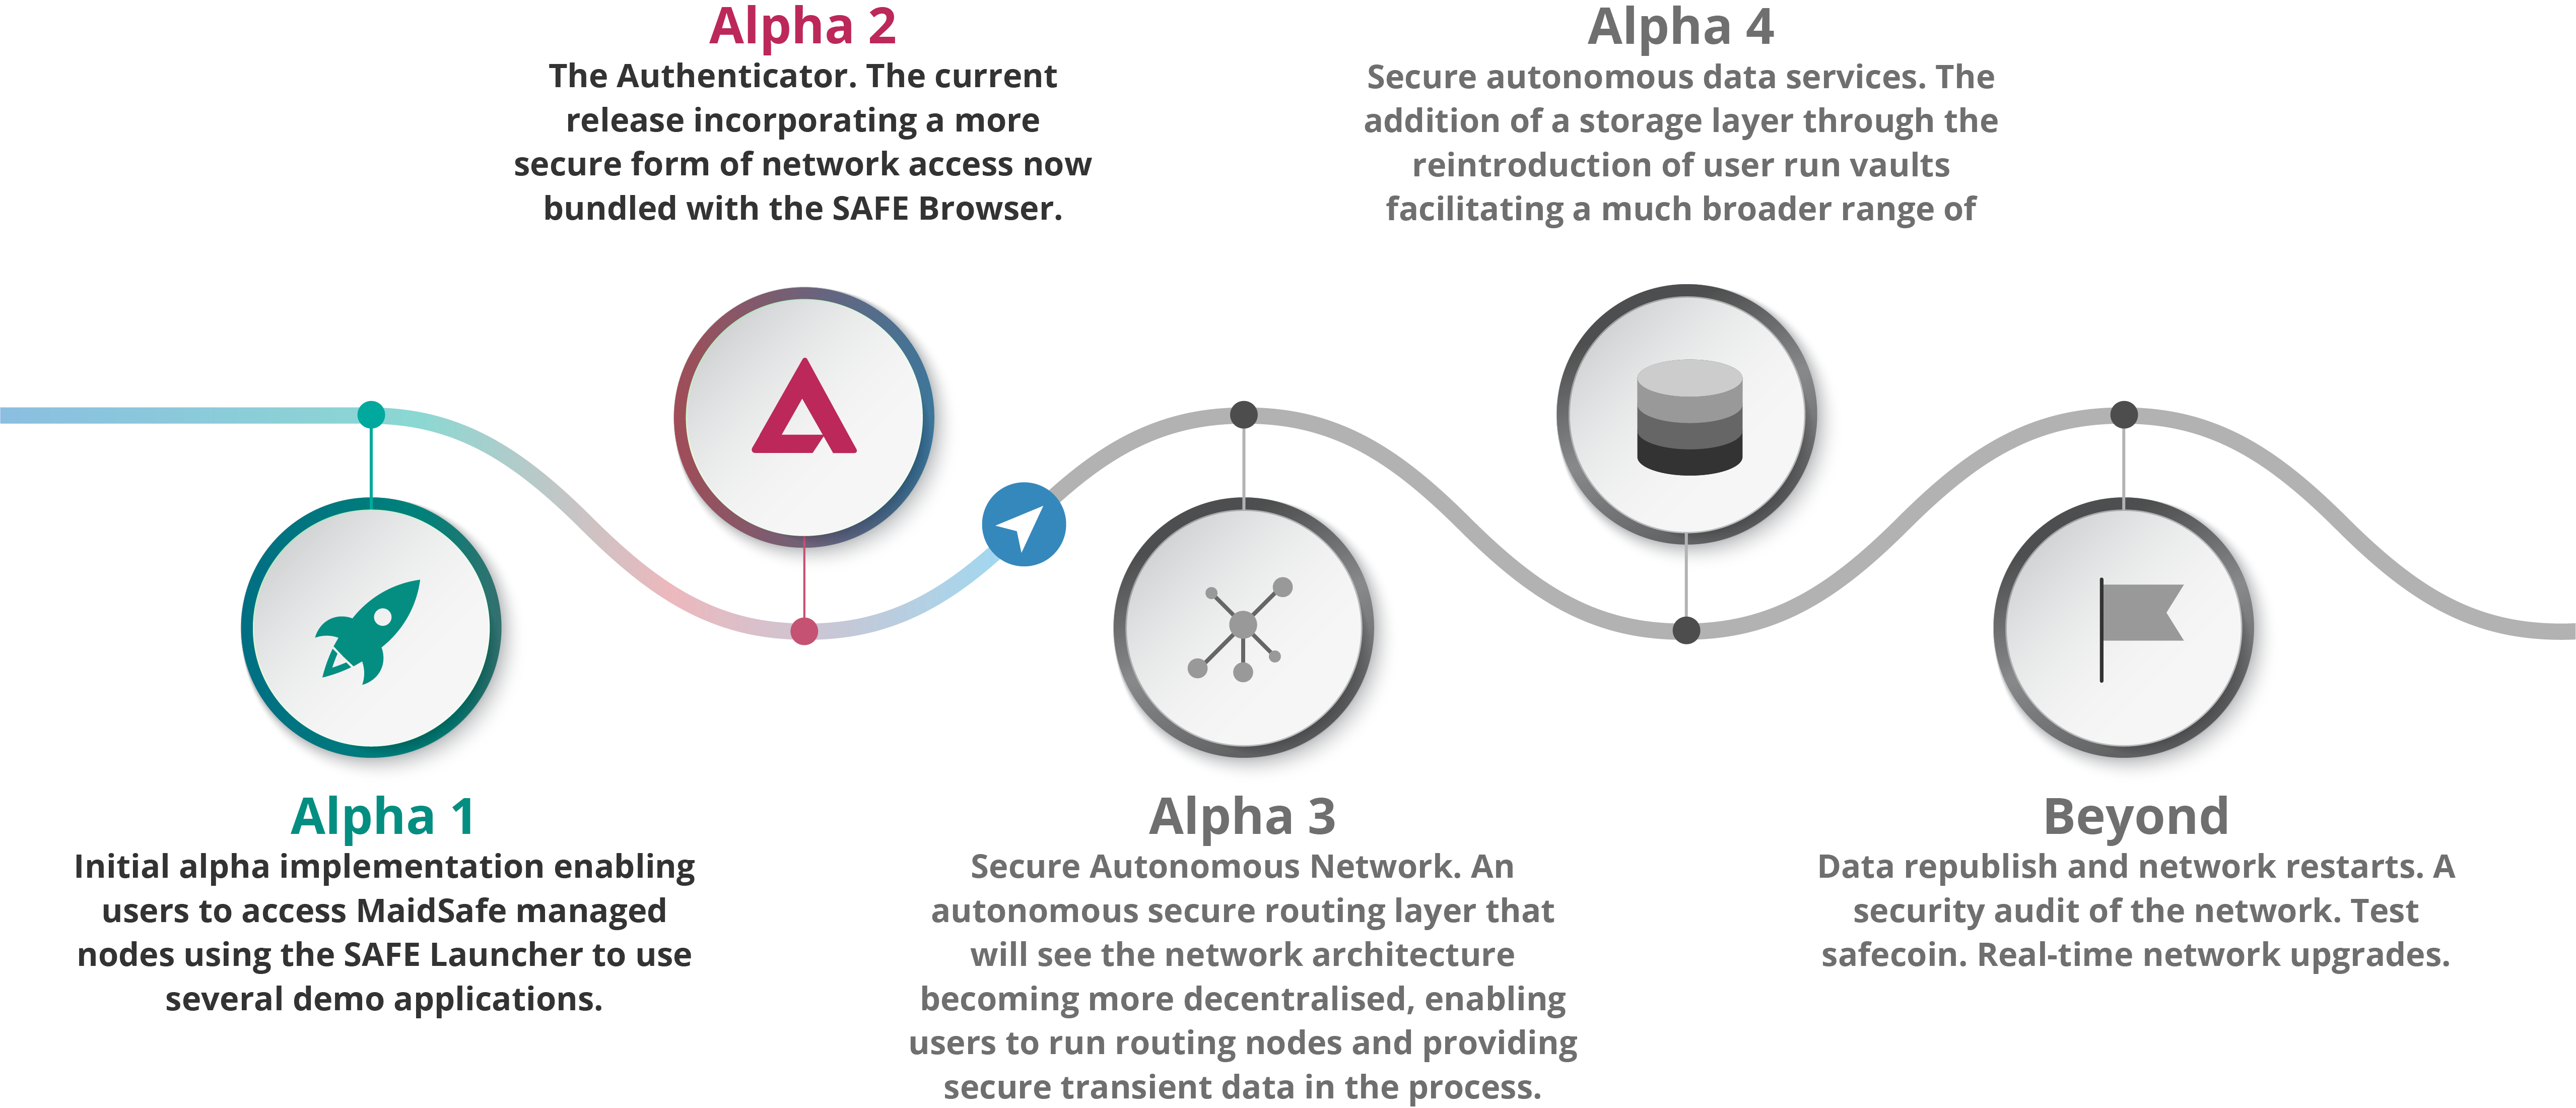 Alpha 1
Initial alpha implementation enabling
users to access MaidSafe managed
nodes using the SAFE Launcher to use
several demo applications.
Alpha 2
The Authenticator. The current
release incorporating a more
secure form of network access now
bundled with the SAFE Browser.
Alpha 3
Secure Autonomous Network. An
autonomous secure routing layer that
will see the network architecture
becoming more decentralised, enabling
users to run routing nodes and providing
secure transient data in the process.
Alpha 4
Secure autonomous data services. The
addition of a storage layer through the
reintroduction of user run vaults
facilitating a much broader range of
Beyond
Data republish and network restarts. A
security audit of the network. Test
safecoin. Real-time network upgrades.